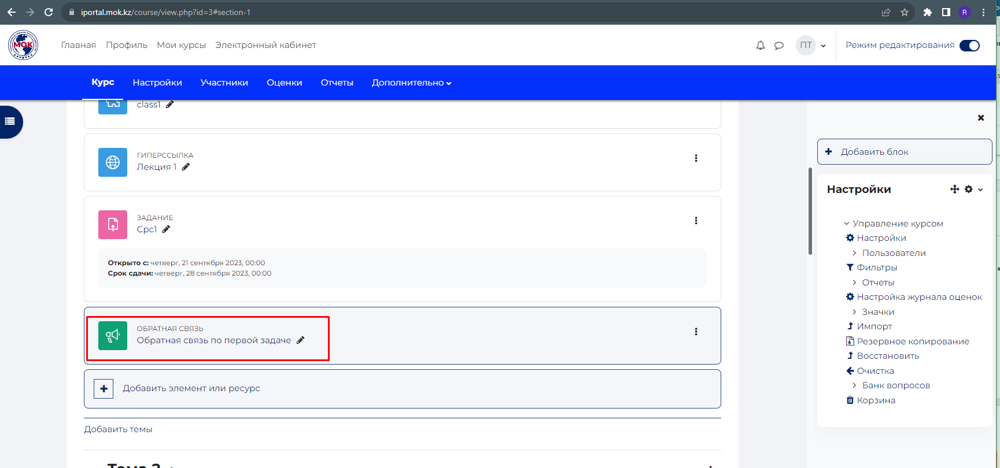 iportal.mok.kz/course/view.php?id=3#section-1
R
МОК
Главная Профиль Мои курсы Электронный кабинет
ПТ
Режим редактирования
Курс Настройки Участники Оценки Отчеты Дополнительно
class1
ГИПЕРССЫЛКА
Лекция 1
ЗАДАНИЕ
Срс1
Открыто с: четверг, 21 сентября 2023, 00:00
Срок сдачи: четверг, 28 сентября 2023, 00:00
ОБРАТНАЯ СВЯЗЬ
Обратная связь по первой задаче
Добавить элемент или ресурс
Добавить темы
Тема 2
Добавить блок
Настройки
Управление курсом
Настройки
Пользователи
Фильтры
Отчеты
Настройка журнала оценок
Значки
Импорт
Резервное копирование
Восстановить
Очистка
Банк вопросов
Корзина